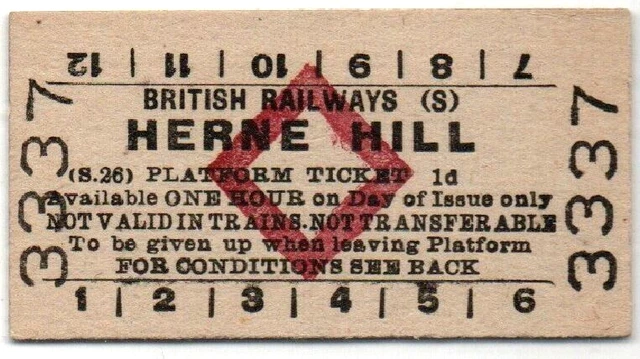 12 | 11 | 10 | 9 | 8 | 7
BRITISH RAILWAYS (S)
HERNE HILL
(S.26) PLATFORM TICKET 1d
Available ONE HOUR on Day of Issue only
NOT VALID IN TRAINS. NOT TRANSFERABLE
To be given up when leaving Platform
FOR CONDITIONS SEE BACK
1 | 2 | 3 | 4 | 5 | 6
3337
3337